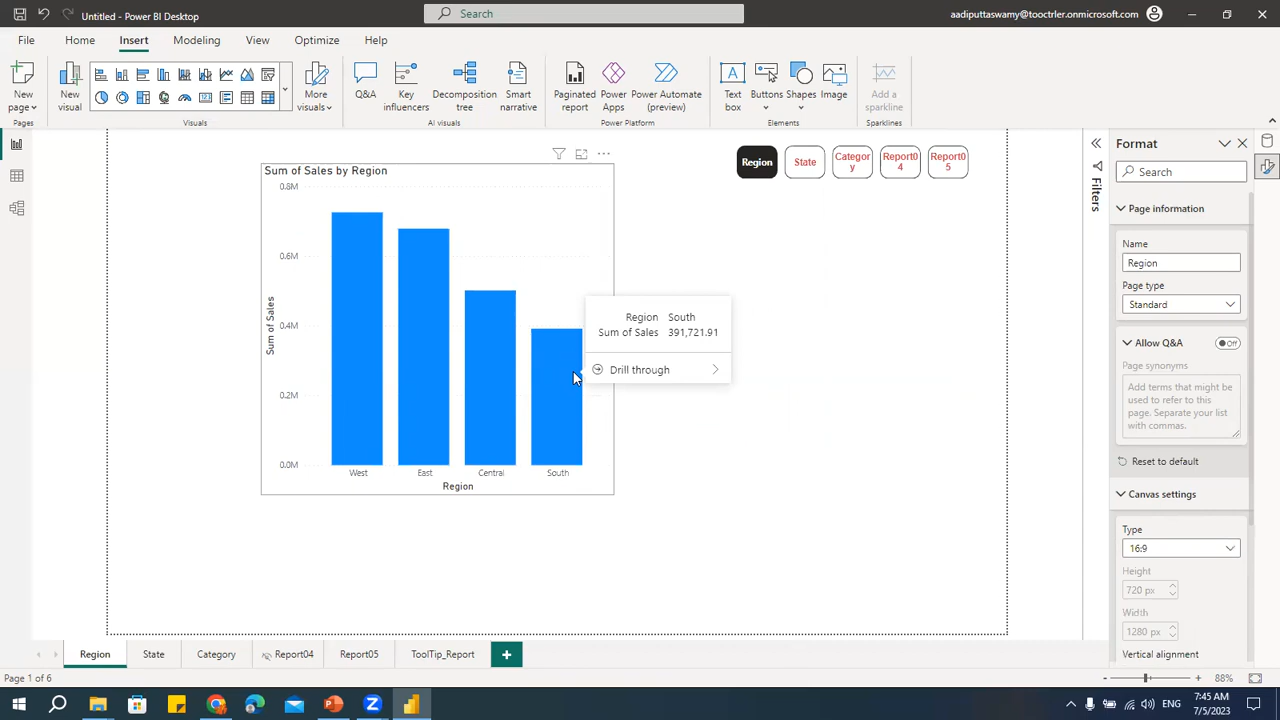 Untitled - Power BI Desktop
Search
aadiputtaswamy@tooctrler.onmicrosoft.com
File
Home
Insert
Modeling
View
Optimize
Help
New
page
New
visual
More
visuals
Q&A
Key
influencers
Decomposition
tree
Smart
narrative
Paginated
report
Power
Apps
Power Automate
(preview)
Text
box
Buttons
Shapes
Image
Add a
sparkline
Pages
Visuals
AI visuals
Power Platform
Elements
Sparklines
Region
State
Categor
y
Report0
4
Report0
5
Sum of Sales by Region
0.8M
0.6M
0.4M
0.2M
0.0M
Sum of Sales
West
East
Central
South
Region
Region South
Sum of Sales 391,721.91
Drill through
Filters
Format
Search
Page information
Name
Region
Page type
Standard
Allow Q&A
Off
Page synonyms
Add terms that might be
used to refer to this
page. Separate your list
with commas.
Reset to default
Canvas settings
Type
16:9
Height
720 px
Width
1280 px
Vertical alignment
Region
State
Category
Report04
Report05
ToolTip_Report
Page 1 of 6
88%
ENG
7:45 AM
7/5/2023